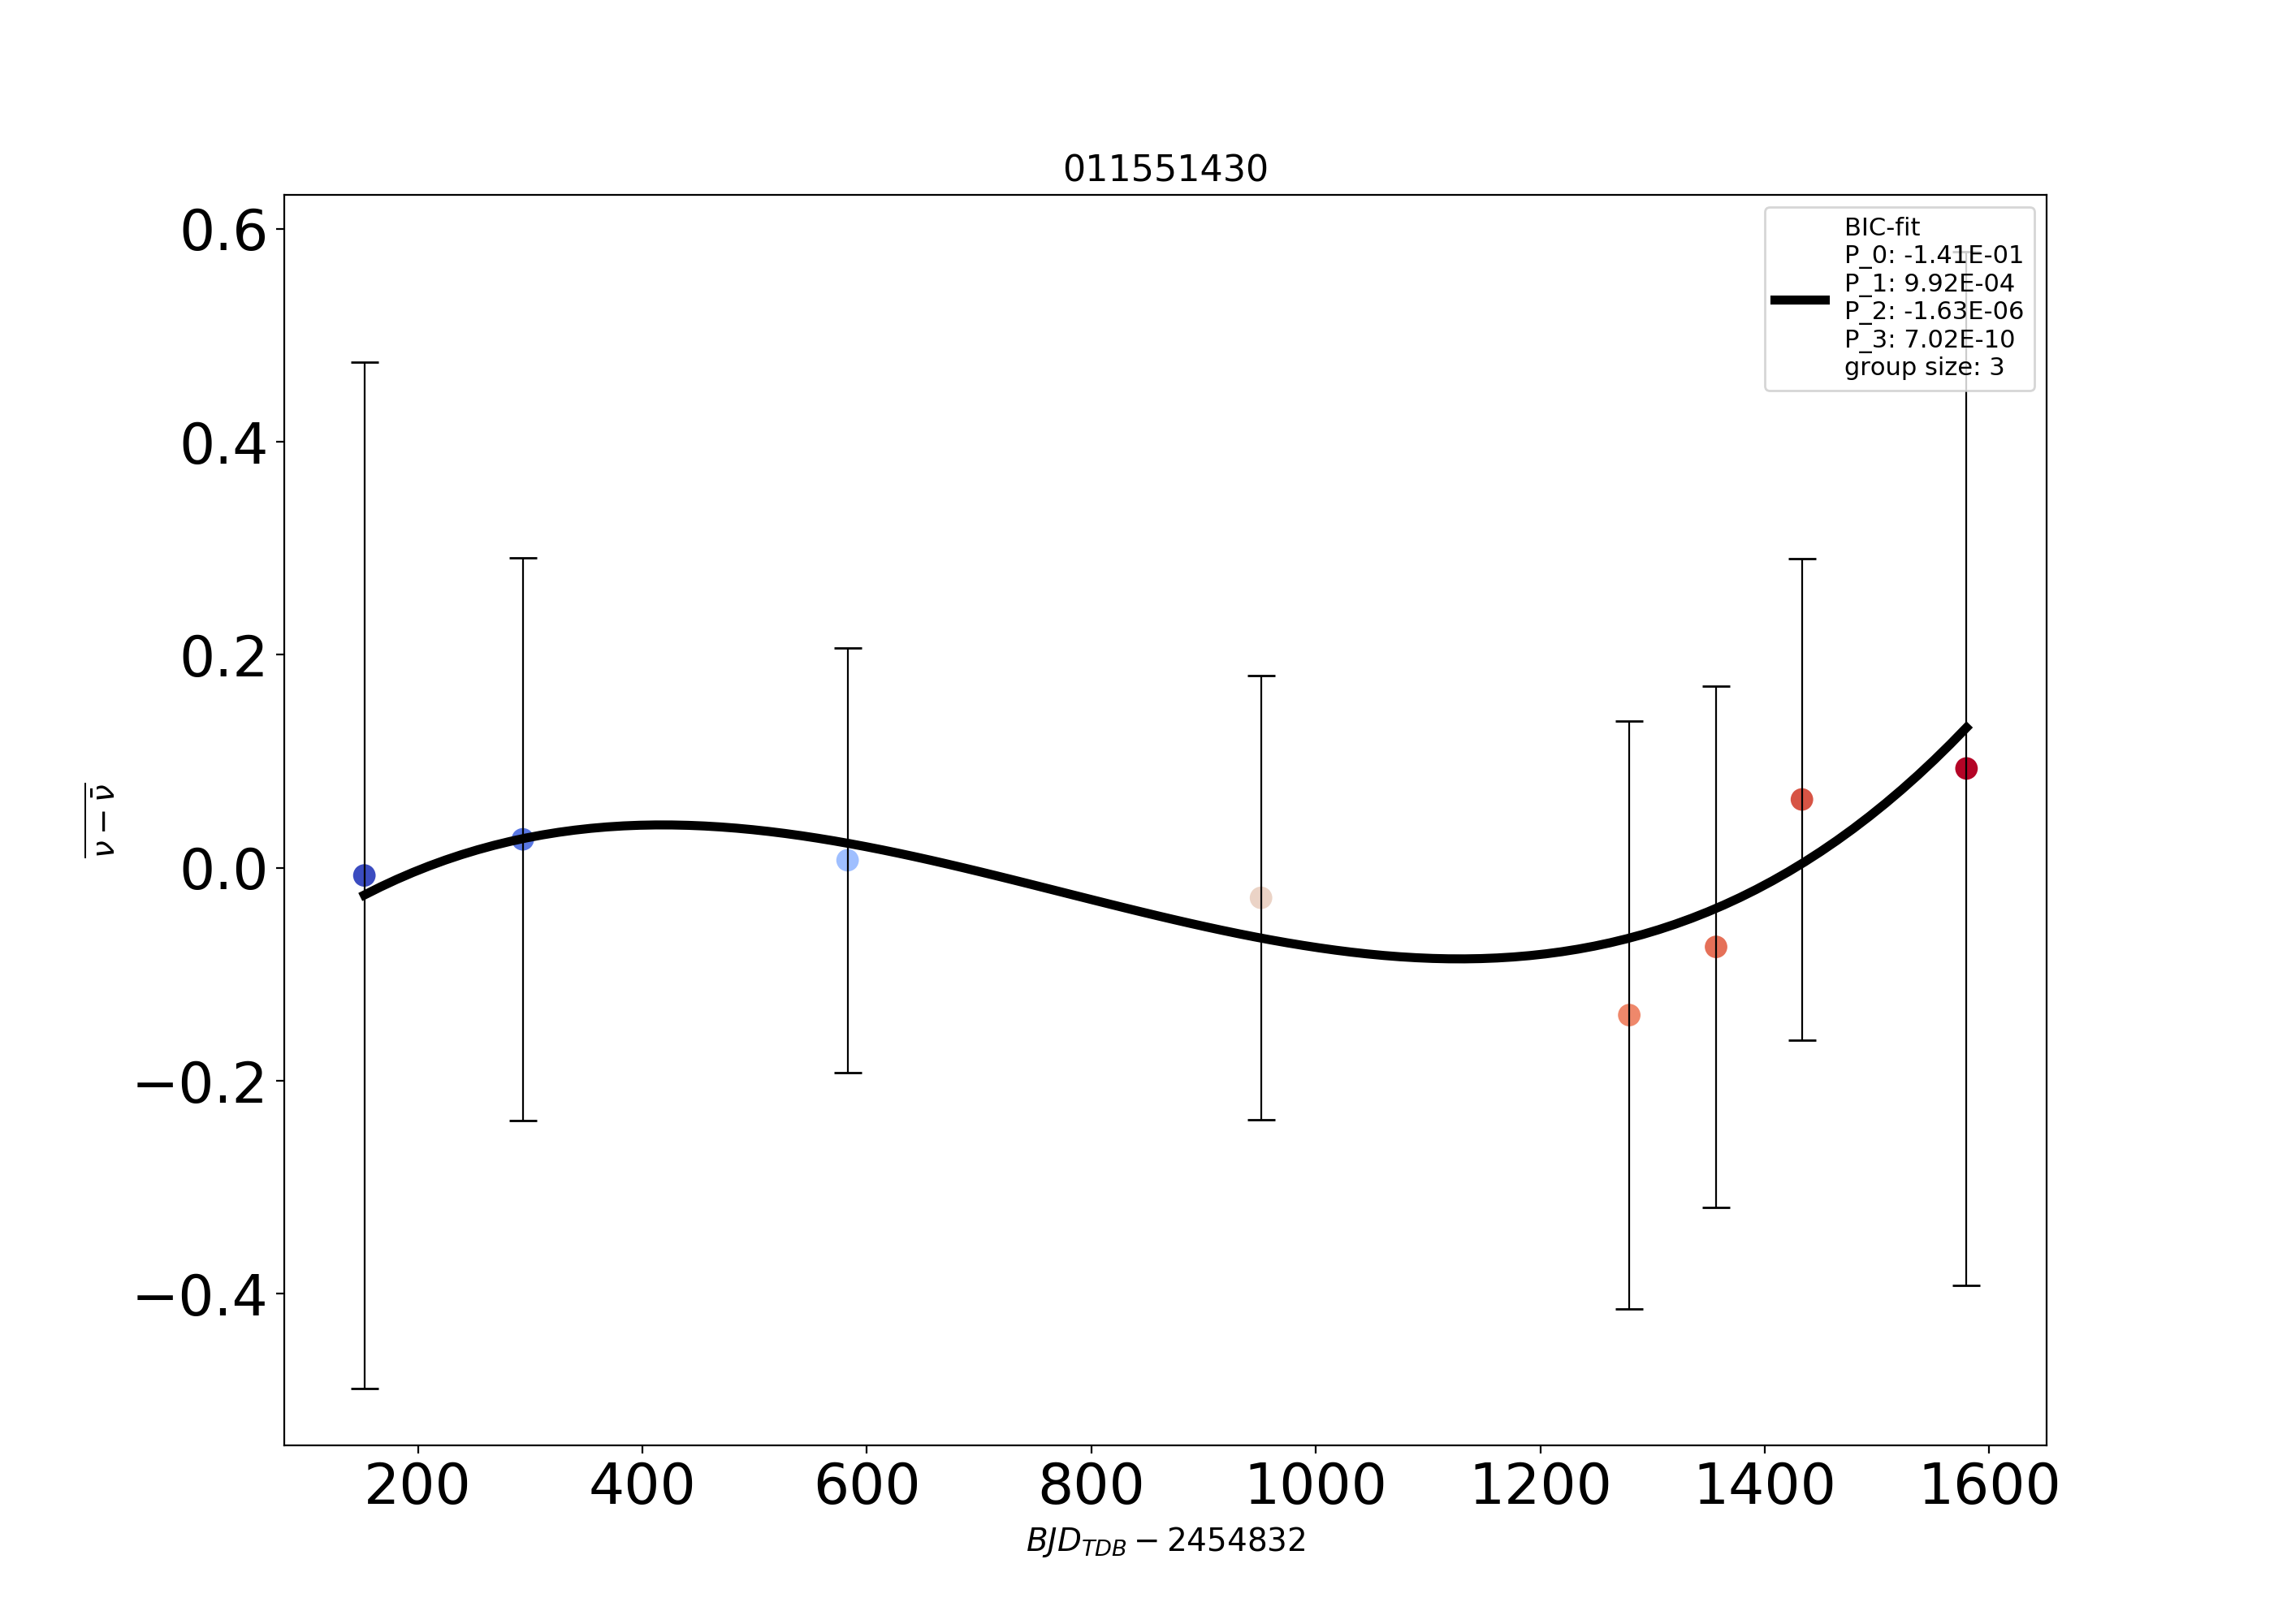 011551430
0.6
0.4
0.2
0.0
−0.2
−0.4
ν − ν̄
BIC-fit
P_0: -1.41E-01
P_1: 9.92E-04
P_2: -1.63E-06
P_3: 7.02E-10
group size: 3
200 400 600 800 1000 1200 1400 1600
BJD_TDB − 2454832